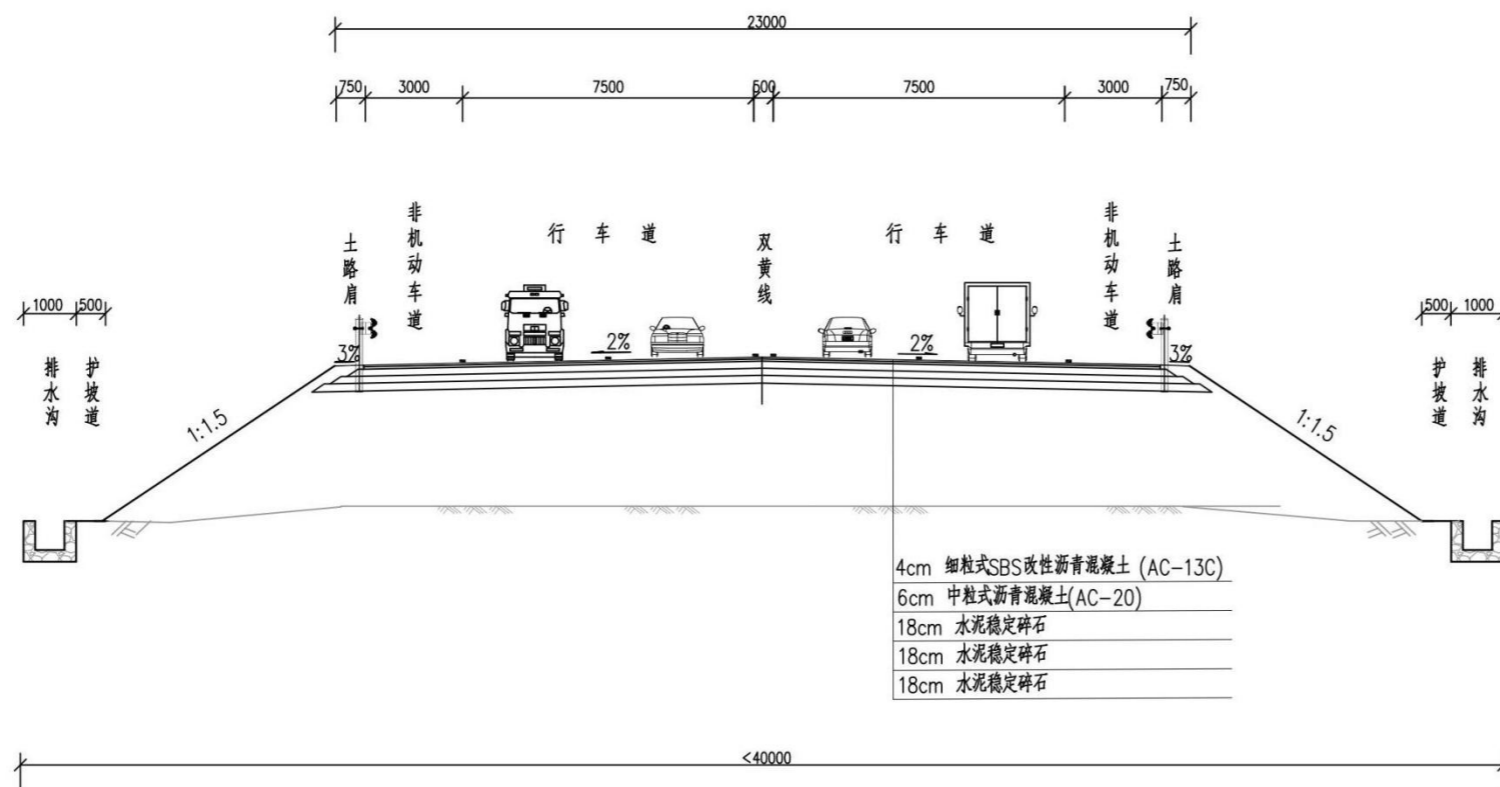 23000
750 3000 7500 500 7500 3000 750
非机动车道
行车道
双黄线
行车道
非机动车道
土路肩
土路肩
1000 500
500 1000
3%
2%
2%
3%
排水沟
护坡道
护坡道
排水沟
1:1.5
1:1.5
4cm 细粒式SBS改性沥青混凝土 (AC-13C)
6cm 中粒式沥青混凝土(AC-20)
18cm 水泥稳定碎石
18cm 水泥稳定碎石
18cm 水泥稳定碎石
<40000